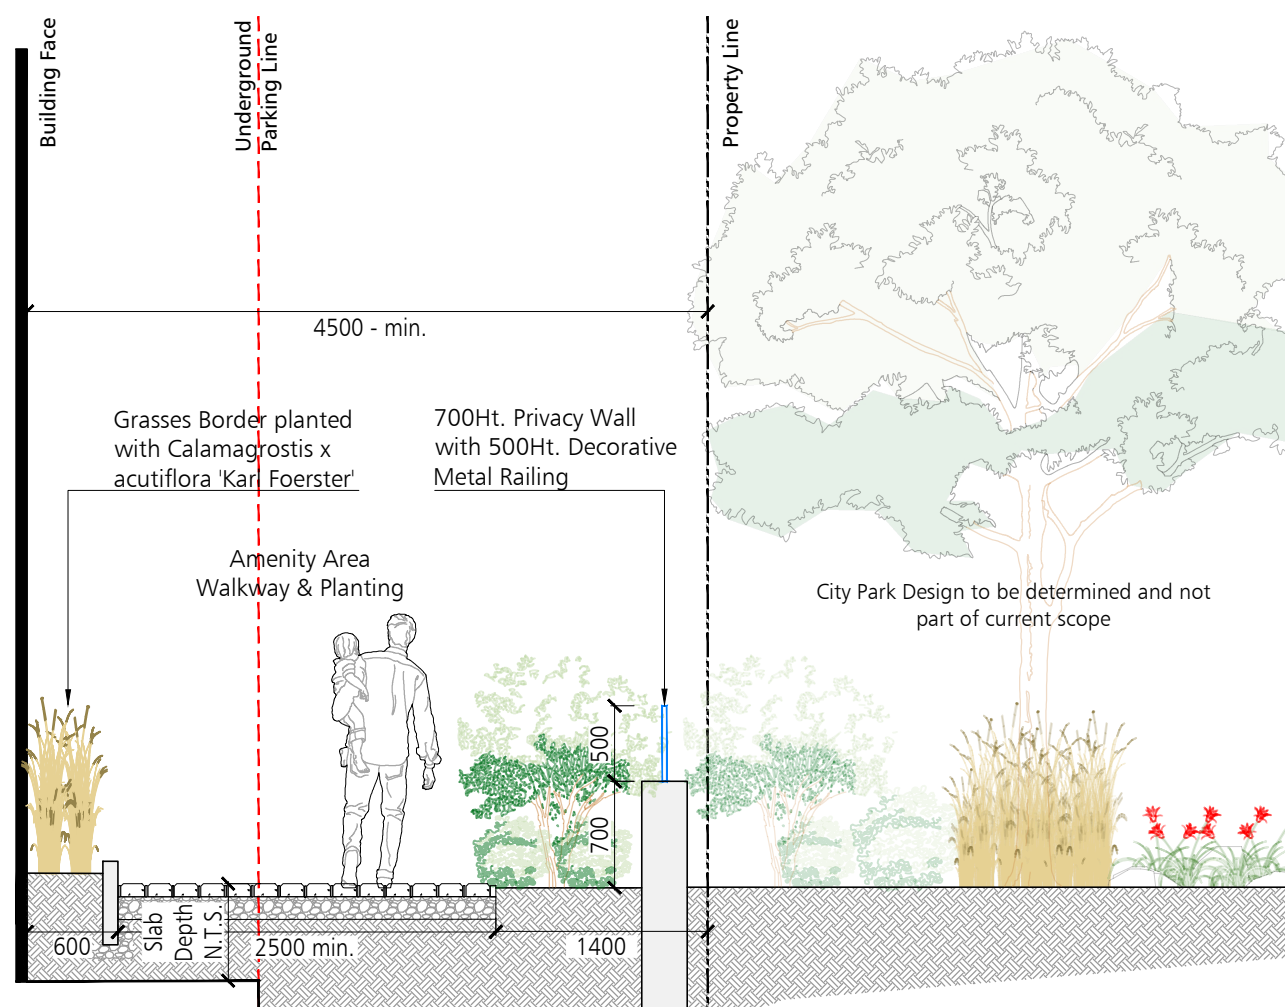 Building Face
Underground
Parking Line
Property Line
4500 - min.
Grasses Border planted
with Calamagrostis x
acutiflora 'Karl Foerster'
700Ht. Privacy Wall
with 500Ht. Decorative
Metal Railing
Amenity Area
Walkway & Planting
City Park Design to be determined and not
part of current scope
500
700
600
Slab
Depth
N.T.S.
2500 min.
1400